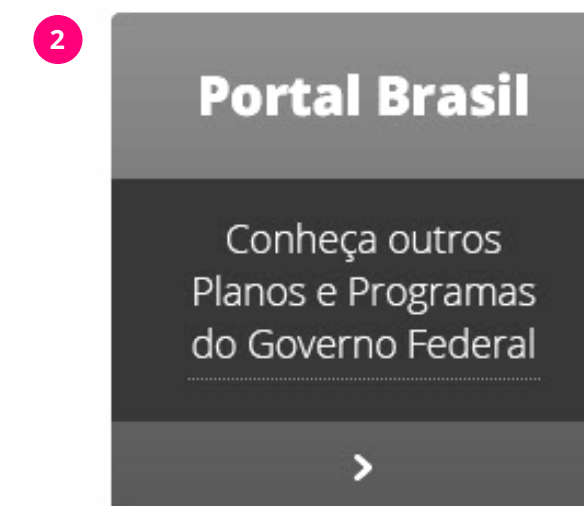 2
Portal Brasil
Conheça outros
Planos e Programas
do Governo Federal